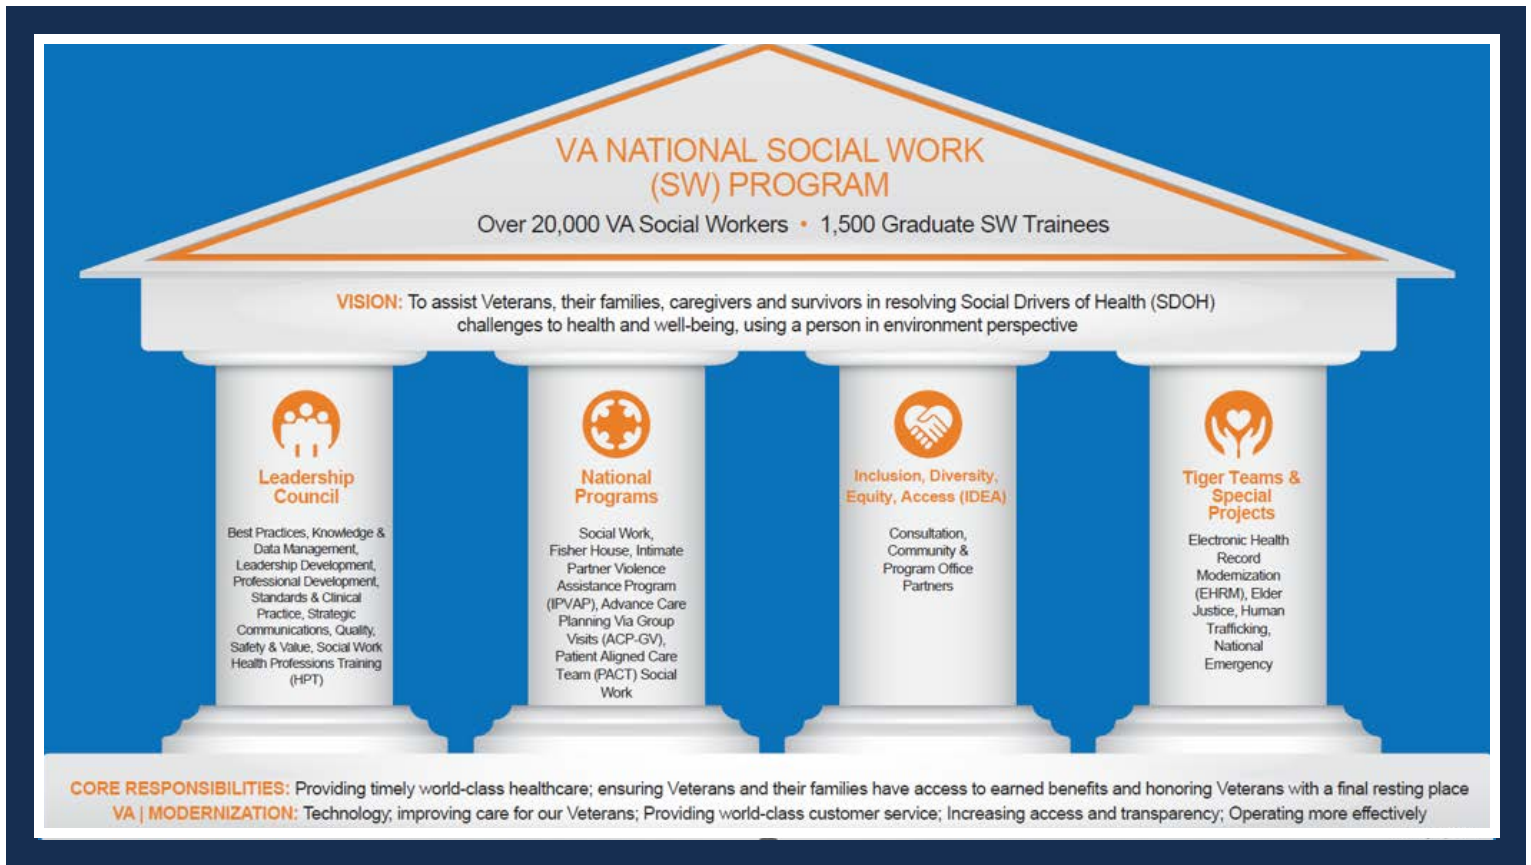 VA NATIONAL SOCIAL WORK
(SW) PROGRAM
Over 20,000 VA Social Workers • 1,500 Graduate SW Trainees
VISION: To assist Veterans, their families, caregivers and survivors in resolving Social Drivers of Health (SDOH)
challenges to health and well-being, using a person in environment perspective
Leadership
Council
Best Practices, Knowledge &
Data Management,
Leadership Development,
Professional Development,
Standards & Clinical
Practice, Strategic
Communications, Quality,
Safety & Value, Social Work
Health Professions Training
(HPT)
National
Programs
Social Work,
Fisher House, Intimate
Partner Violence
Assistance Program
(IPVAP), Advance Care
Planning Via Group
Visits (ACP-GV),
Patient Aligned Care
Team (PACT) Social
Work
Inclusion, Diversity,
Equity, Access (IDEA)
Consultation,
Community &
Program Office
Partners
Tiger Teams &
Special
Projects
Electronic Health
Record
Modernization
(EHRM), Elder
Justice, Human
Trafficking,
National
Emergency
CORE RESPONSIBILITIES: Providing timely world-class healthcare; ensuring Veterans and their families have access to earned benefits and honoring Veterans with a final resting place
VA | MODERNIZATION: Technology; improving care for our Veterans; Providing world-class customer service; Increasing access and transparency; Operating more effectively